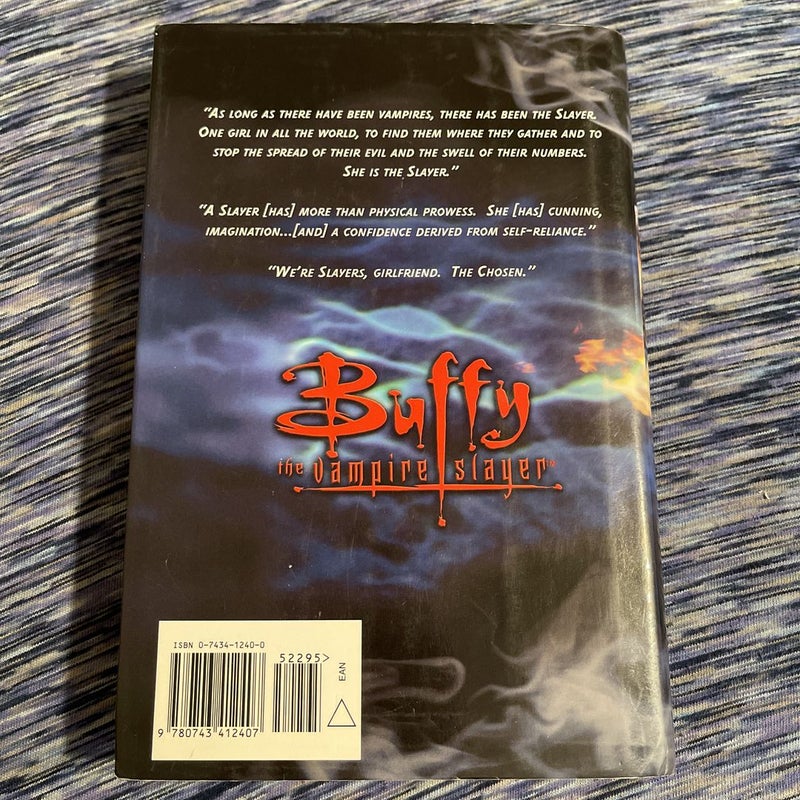 “As long as there have been vampires, there has been the Slayer.
One girl in all the world, to find them where they gather and to
stop the spread of their evil and the swell of their numbers.
She is the Slayer.”
“A Slayer [has] more than physical prowess. She [has] cunning,
imagination...[and] a confidence derived from self-reliance.”
“We're Slayers, girlfriend. The Chosen.”
Buffy
the vampire slayer
ISBN 0-7434-1240-0
52295>
EAN
9 780743 412407